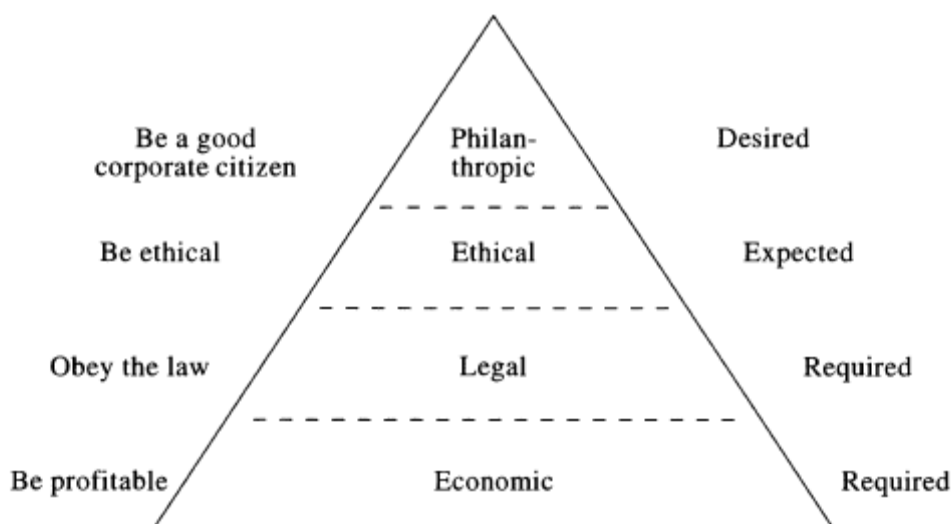 Be a good
corporate citizen
Philan-
thropic
Desired
Be ethical
Ethical
Expected
Obey the law
Legal
Required
Be profitable
Economic
Required